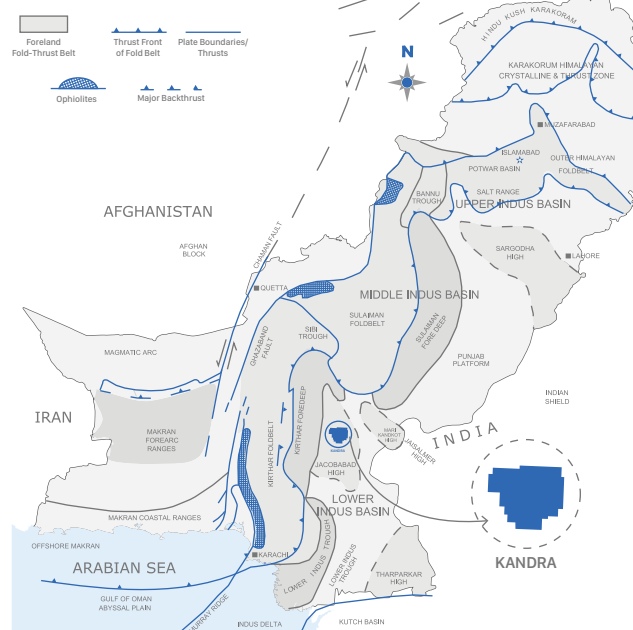 Foreland
Fold-Thrust Belt
Thrust Front
of Fold Belt
Plate Boundaries/
Thrusts
Ophiolites
Major Backthrust
N
HINDU KUSH KARAKORAM
KARAKORUM HIMALAYAN
CRYSTALLINE & THRUST ZONE
MUZAFARABAD
ISLAMABAD
POTWAR BASIN
OUTER HIMALAYAN
FOLDBELT
SALT RANGE
BANNU
TROUGH
UPPER INDUS BASIN
AFGHANISTAN
AFGHAN
BLOCK
CHAMAN FAULT
SARGODHA
HIGH
LAHORE
QUETTA
MIDDLE INDUS BASIN
SULAIMAN
FOLDBELT
SULAIMAN
FORE DEEP
SIBI
TROUGH
GHAZABAND
FAULT
PUNJAB
PLATFORM
MAGMATIC ARC
INDIAN
SHIELD
IRAN
MAKRAN
FOREARC
RANGES
KIRTHAR FOLDBELT
KIRTHAR FOREDEEP
KANDRA
MARI
KANDKOT
HIGH
JAISALMER
HIGH
INDIA
JACOBABAD
HIGH
LOWER
INDUS BASIN
MAKRAN COASTAL RANGES
OFFSHORE MAKRAN
KARACHI
KANDRA
ARABIAN SEA
LOWER INDUS TROUGH
LOWER INDUS
TROUGH
THARPARKAR
HIGH
GULF OF OMAN
ABYSSAL PLAIN
MURRAY RIDGE
INDUS DELTA
KUTCH BASIN